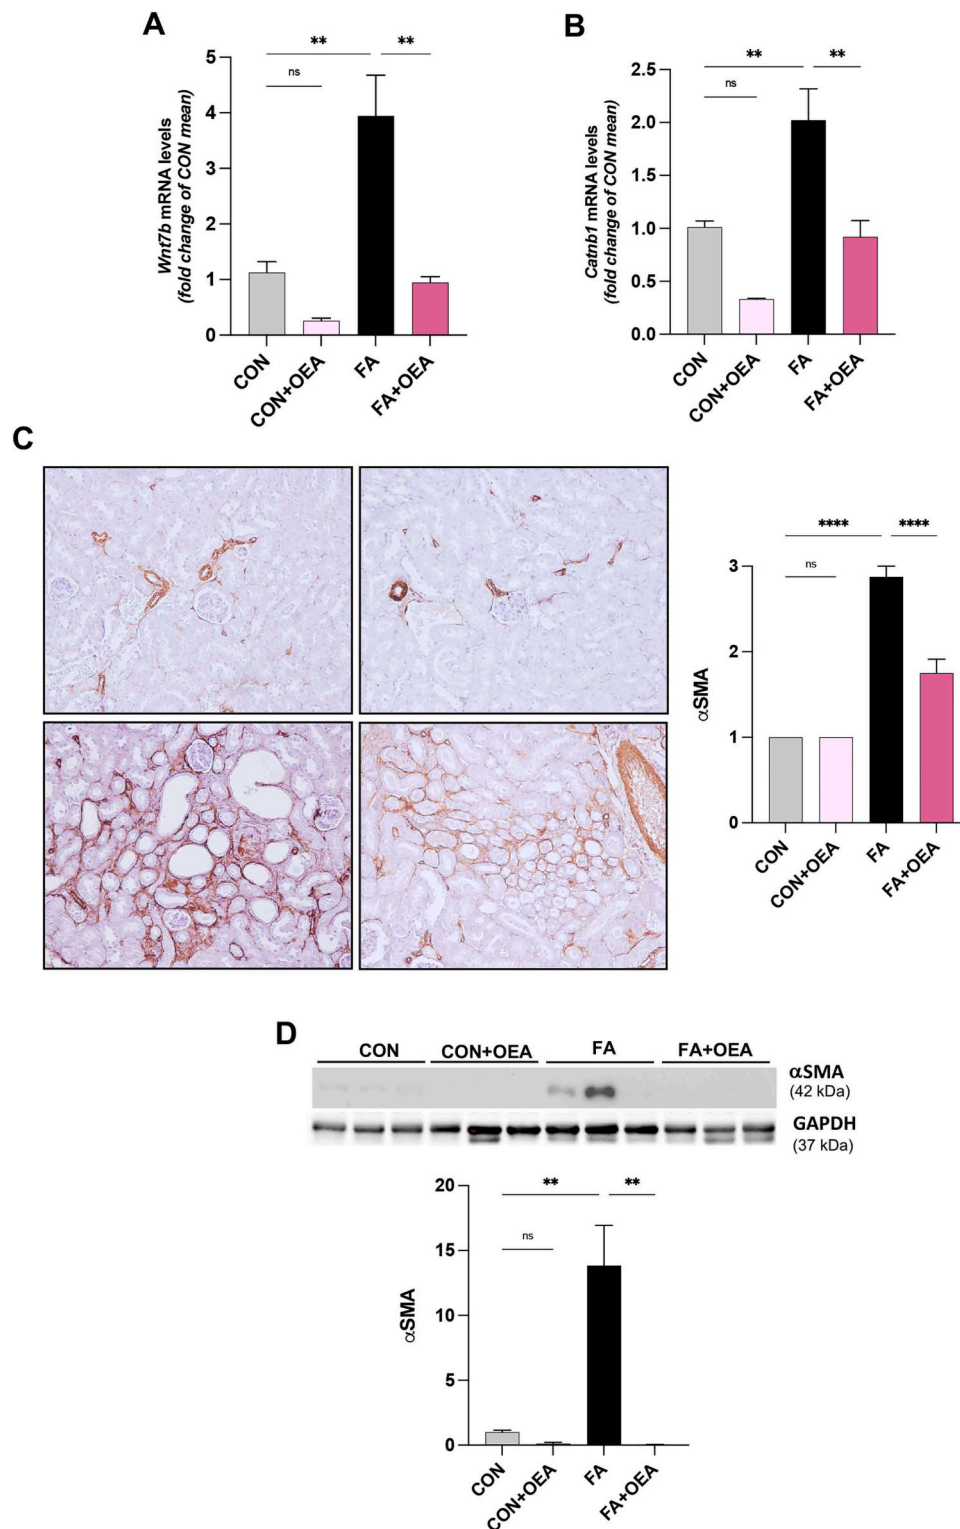 A
**
**
ns
Wnt7b mRNA levels
(fold change of CON mean)
5
4
3
2
1
0
CON
CON+OEA
FA
FA+OEA
B
**
**
ns
Catnb1 mRNA levels
(fold change of CON mean)
2.5
2.0
1.5
1.0
0.5
0.0
CON
CON+OEA
FA
FA+OEA
C
****
****
ns
αSMA
3
2
1
0
CON
CON+OEA
FA
FA+OEA
D
CON
CON+OEA
FA
FA+OEA
αSMA
(42 kDa)
GAPDH
(37 kDa)
**
**
ns
αSMA
20
15
10
5
0
CON
CON+OEA
FA
FA+OEA